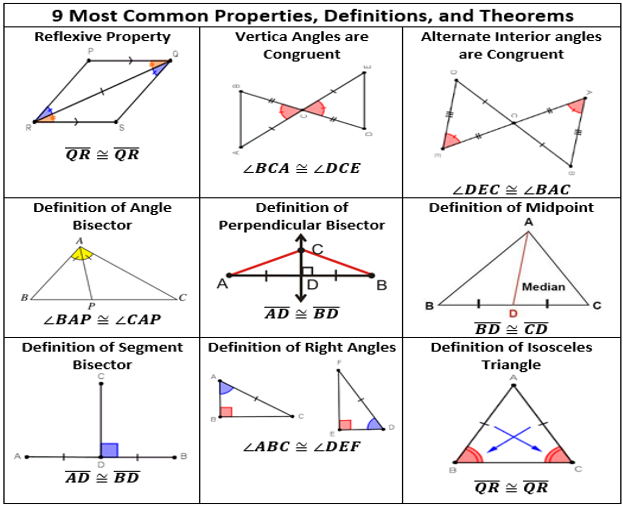 9 Most Common Properties, Definitions, and Theorems
Reflexive Property
P
Q
R
S
QR ≅ QR
Vertica Angles are
Congruent
B
E
C
A
D
∠BCA ≅ ∠DCE
Alternate Interior angles
are Congruent
D
A
C
E
B
∠DEC ≅ ∠BAC
Definition of Angle
Bisector
A
B
P
C
∠BAP ≅ ∠CAP
Definition of
Perpendicular Bisector
C
A
D
B
AD ≅ BD
Definition of Midpoint
A
Median
B
D
C
BD ≅ CD
Definition of Segment
Bisector
C
A
D
B
AD ≅ BD
Definition of Right Angles
A
B
C
F
E
D
∠ABC ≅ ∠DEF
Definition of Isosceles
Triangle
A
B
C
QR ≅ QR